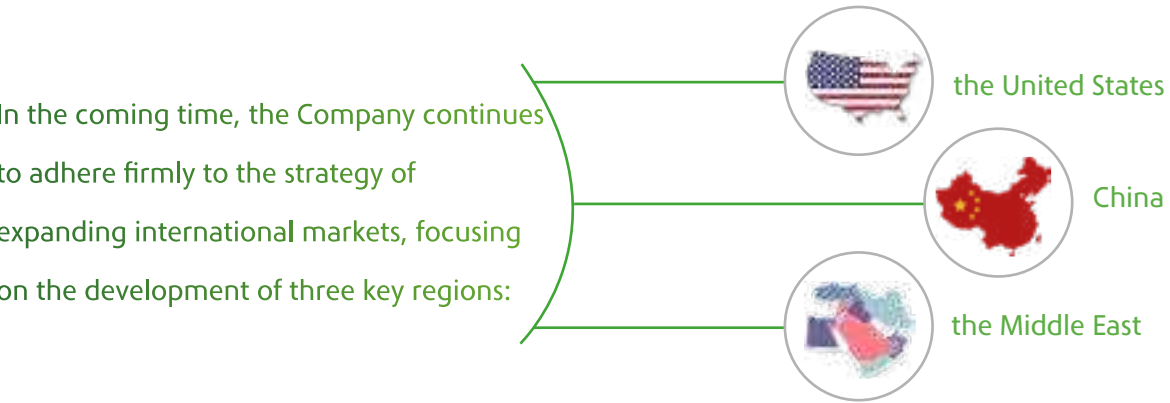 In the coming time, the Company continues
to adhere firmly to the strategy of
expanding international markets, focusing
on the development of three key regions:
the United States
China
the Middle East